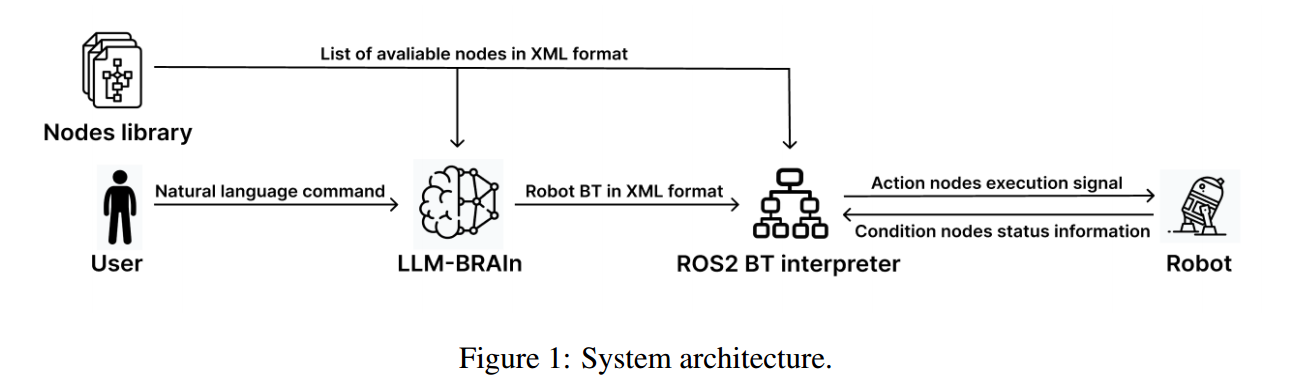 List of avaliable nodes in XML format
Nodes library
Natural language command
Robot BT in XML format
Action nodes execution signal
Condition nodes status information
User
LLM-BRAIn
ROS2 BT interpreter
Robot
Figure 1: System architecture.